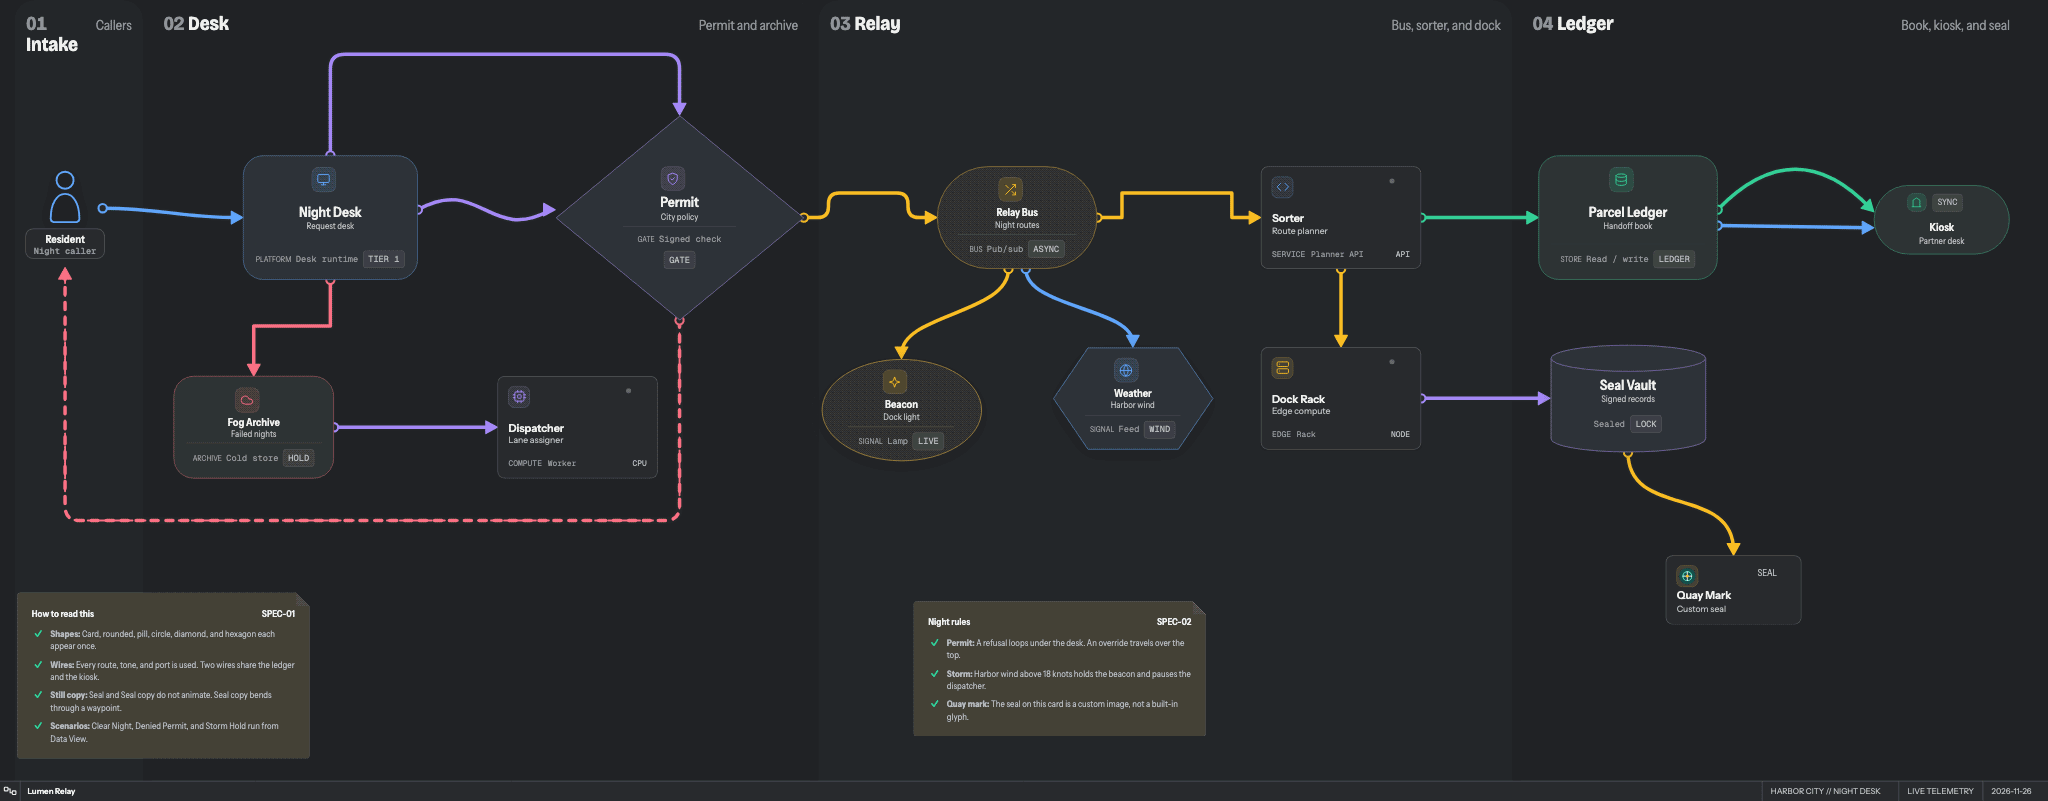 01
Intake
Callers
02 Desk
Permit and archive
03 Relay
Bus, sorter, and dock
04 Ledger
Book, kiosk, and seal
Resident
Night caller
Night Desk
Request desk
PLATFORM Desk runtime TIER 1
Permit
City policy
GATE Signed check
GATE
Fog Archive
Failed nights
ARCHIVE Cold store HOLD
Dispatcher
Lane assigner
COMPUTE Worker CPU
Relay Bus
Night routes
BUS Pub/sub ASYNC
Beacon
Dock light
SIGNAL Lamp LIVE
Weather
Harbor wind
SIGNAL Feed WIND
Sorter
Route planner
SERVICE Planner API API
Dock Rack
Edge compute
EDGE Rack NODE
Parcel Ledger
Handoff book
STORE Read / write LEDGER
SYNC
Kiosk
Partner desk
Seal Vault
Signed records
Sealed LOCK
SEAL
Quay Mark
Custom seal
How to read this SPEC-01
Shapes: Card, rounded, pill, circle, diamond, and hexagon each
appear once.
Wires: Every route, tone, and port is used. Two wires share the ledger
and the kiosk.
Still copy: Seal and Seal copy do not animate. Seal copy bends
through a waypoint.
Scenarios: Clear Night, Denied Permit, and Storm Hold run from
Data View.
Night rules SPEC-02
Permit: A refusal loops under the desk. An override travels over the
top.
Storm: Harbor wind above 18 knots holds the beacon and pauses the
dispatcher.
Quay mark: The seal on this card is a custom image, not a built-in
glyph.
Lumen Relay
HARBOR CITY // NIGHT DESK
LIVE TELEMETRY
2026-11-26